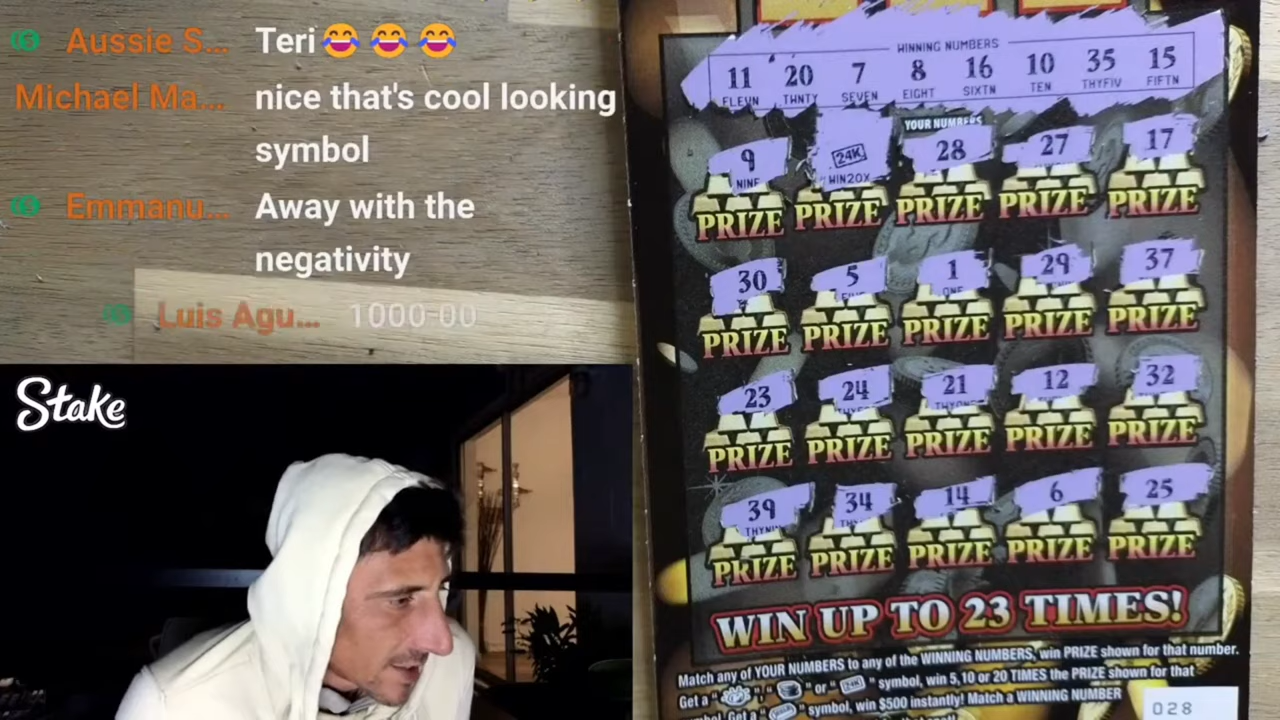 Aussie S... Teri😂😂😂
Michael Ma... nice that's cool looking
symbol
Emmanu... Away with the
negativity
Luis Agu... 1000-00
Stake
WINNING NUMBERS
11 20 7 8 16 10 35 15
ELEVN TWNTY SEVEN EIGHT SIXTN TEN THYFIV FIFTN
YOUR NUMBERS
9 24K 28 27 17
NINE WIN20X
PRIZE PRIZE PRIZE PRIZE PRIZE
30 5 1 29 37
ONE
PRIZE PRIZE PRIZE PRIZE PRIZE
23 24 21 12 32
PRIZE PRIZE PRIZE PRIZE PRIZE
39 34 14 6 25
THYNIN
PRIZE PRIZE PRIZE PRIZE PRIZE
WIN UP TO 23 TIMES!
Match any of YOUR NUMBERS to any of the WINNING NUMBERS, win PRIZE shown for that number.
Get a " ", " " or "24K" symbol, win 5, 10 or 20 TIMES the PRIZE shown for that
symbol. Get a " " symbol, win $500 instantly! Match a WINNING NUMBER
028